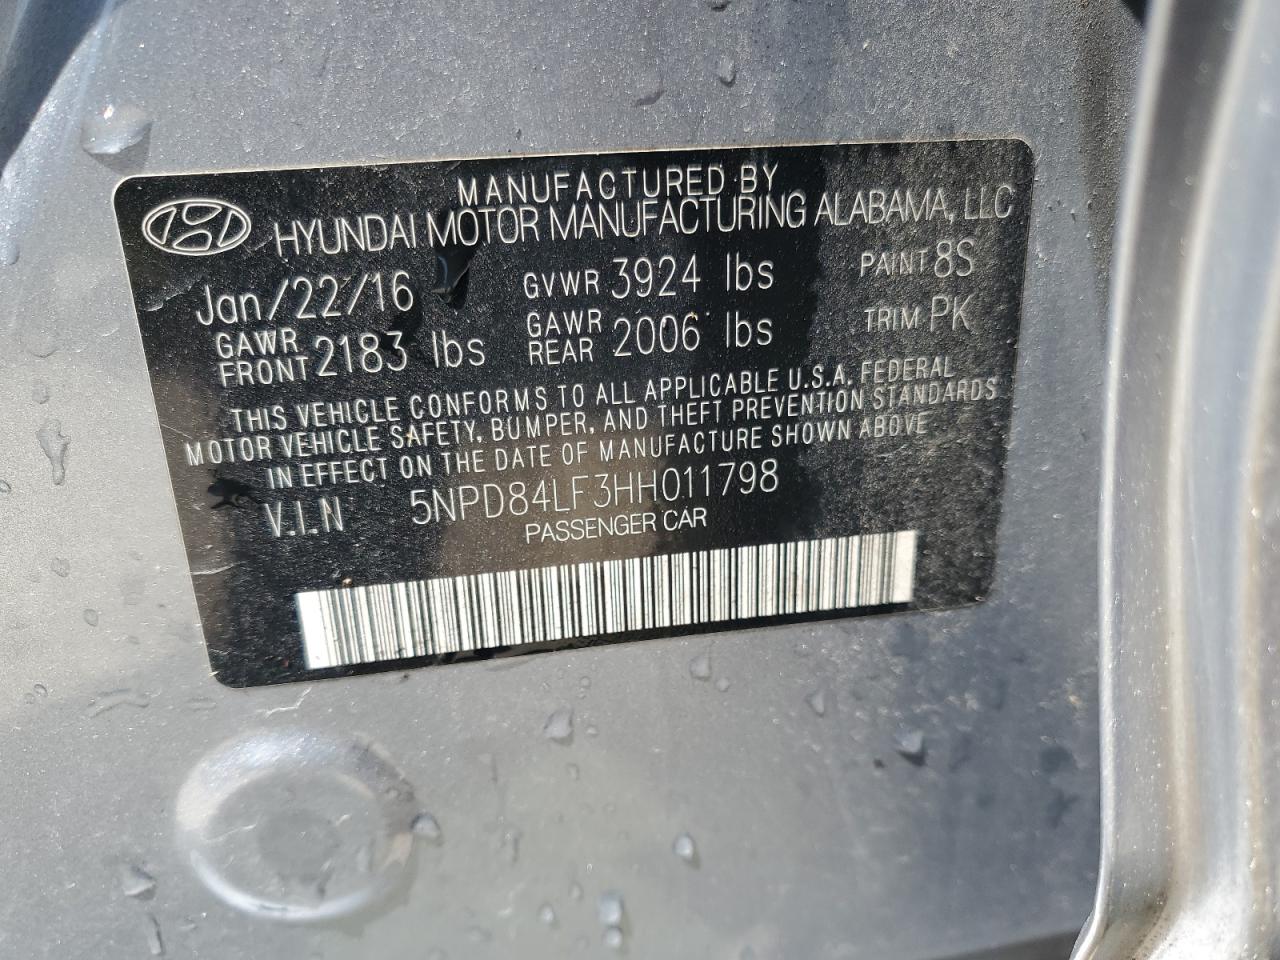 MANUFACTURED BY
HYUNDAI MOTOR MANUFACTURING ALABAMA, LLC
Jan/22/16 GVWR 3924 lbs PAINT 8S
GAWR FRONT 2183 lbs GAWR REAR 2006 lbs TRIM PK
THIS VEHICLE CONFORMS TO ALL APPLICABLE U.S.A. FEDERAL
MOTOR VEHICLE SAFETY, BUMPER, AND THEFT PREVENTION STANDARDS
IN EFFECT ON THE DATE OF MANUFACTURE SHOWN ABOVE
V.I.N 5NPD84LF3HH011798
PASSENGER CAR